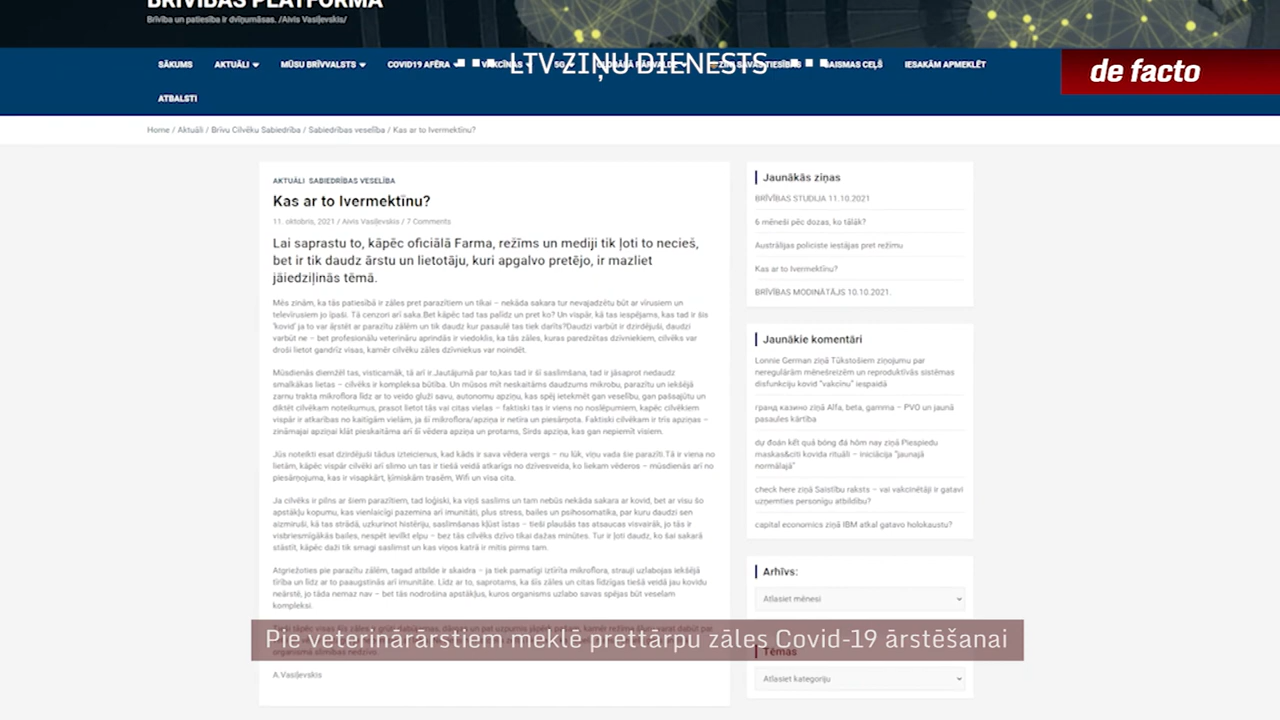 BRĪVĪBAS PLATFORMA
Brīvība un patiesība ir dvīņumāsas. /Aivis Vasiļevskis/
LTV ZIŅU DIENESTS
de facto
SĀKUMS AKTUĀLI MŪSU BRĪVVALSTS COVID19 AFĒRA VAKCĪNAS 5G GAISMAS CEĻŠ IESAKĀM APMEKLĒT
ATBALSTI
Home / Aktuāli / Brīvu Cilvēku Sabiedrība / Sabiedrības veselība / Kas ar to Ivermektīnu?
AKTUĀLI SABIEDRĪBAS VESELĪBA
Kas ar to Ivermektīnu?
11. oktobris, 2021 / Aivis Vasiļevskis / 7 Comments
Lai saprastu to, kāpēc oficiālā Farma, režīms un mediji tik ļoti to necieš,
bet ir tik daudz ārstu un lietotāju, kuri apgalvo pretējo, ir mazliet
jāiedziļinās tēmā.
Mēs zinām, ka tās patiesībā ir zāles pret parazītiem un tikai – nekāda sakara tur nevajadzētu būt ar vīrusiem un
televīrusiem jo īpaši. Tā cenzori arī saka.Bet kāpēc tad tas palīdz un pret ko? Un vispār, kā tas iespējams, kas tad ir šis
'kovid' ja to var ārstēt ar parazītu zālēm un tik daudz kur pasaulē tas tiek darīts?Daudzi varbūt ir dzirdējuši, daudzi
varbūt ne – bet profesionālu veterināru aprindās ir viedoklis, ka tās zāles, kuras paredzētas dzīvniekiem, cilvēks var
droši lietot gandrīz visas, kamēr cilvēku zāles dzīvniekus var noindēt.
Mūsdienās diemžēl tas, visticamāk, tā arī ir.Jautājumā par to,kas tad ir šī saslimšana, tad ir jāsaprot nedaudz
smalkākas lietas – cilvēks ir kompleksa būtība. Un mūsos mīt neskaitāms daudzums mikrobu, parazītu un iekšējā
zarnu trakta mikroflora līdz ar to veido gluži savu, autonomu apziņu, kas spēj ietekmēt gan veselību, gan pašsajūtu un
diktēt cilvēkam noteikumus, prasot lietot tās vai citas vielas – faktiski tas ir viens no noslēpumiem, kāpēc cilvēkiem
vispār ir atkarības no kaitīgām vielām, ja šī mikroflora/apziņa ir netīra un piesārņota. Faktiski cilvēkam ir trīs apziņas –
zināmajai apziņai klāt pieskaitāma arī šī vēdera apziņa un protams, Sirds apziņa, kas gan nepiemīt visiem.
Jūs noteikti esat dzirdējuši tādus izteicienus, kad kāds ir sava vēdera vergs – nu lūk, viņu vada šie parazīti.Tā ir viena no
lietām, kāpēc vispār cilvēki arī slimo un tas ir tiešā veidā atkarīgs no dzīvesveida, ko liekam vēderos – mūsdienās arī no
piesārņojuma, kas ir visapkārt, ķīmiskām trasēm, Wifi un visa cita.
Ja cilvēks ir pilns ar šiem parazītiem, tad loģiski, ka viņš saslims un tam nebūs nekāda sakara ar kovid, bet ar visu šo
apstākļu kopumu, kas vienlaicīgi pazemina arī imunitāti, plus stress, bailes un psihosomatika, par kuru daudzi sen
aizmiruši, kā tas strādā, uzkurinot histēriju, saslimšanas kļūst īstas – tieši plaušās tas atsaucas visvairāk, jo tās ir
visbriesmīgākās bailes, nespēt ievilkt elpu – bez tās cilvēks dzīvo tikai dažas minūtes. Tur ir ļoti daudz, ko šai sakarā
stāstīt, kāpēc daži tik smagi saslimst un kas viņos katrā ir mitis pirms tam.
Atgriežoties pie parazītu zālēm, tagad atbilde ir skaidra – ja tiek pamatīgi iztīrīta mikroflora, strauji uzlabojas iekšējā
tīrība un līdz ar to paaugstinās arī imunitāte. Līdz ar to, saprotams, ka šīs zāles un citas līdzīgas tiešā veidā jau kovidu
neārstē, jo tāda nemaz nav – bet tās nodrošina apstākļus, kuros organisms uzlabo savas spējas būt veselam
kompleksi.
Pie veterinārārstiem meklē prettārpu zāles Covid-19 ārstēšanai
A.Vasiļevskis
Jaunākās ziņas
BRĪVĪBAS STUDIJA 11.10.2021
6 mēneši pēc dozas, ko tālāk?
Austrālijas policiste iestājas pret režīmu
Kas ar to Ivermektīnu?
BRĪVĪBAS MODINĀTĀJS 10.10.2021.
Jaunākie komentāri
Lonnie German ziņā Tūkstošiem ziņojumu par
neregulārām mēnešreizēm un reproduktīvās sistēmas
disfunkciju kovid "vakcīnu" iespaidā
гранд казино ziņā Alfa, beta, gamma – PVO un jaunā
pasaules kārtība
dự đoán kết quả bóng đá hôm nay ziņā Piespiedu
maskas&citi kovida rituāli – iniciācija "jaunajā
normālajā"
check here ziņā Saistību raksts – vai vakcinētāji ir gatavi
uzņemties personīgu atbildību?
capital economics ziņā IBM atkal gatavo holokaustu?
Arhīvs:
Atlasiet mēnesi
Tēmas
Atlasiet kategoriju